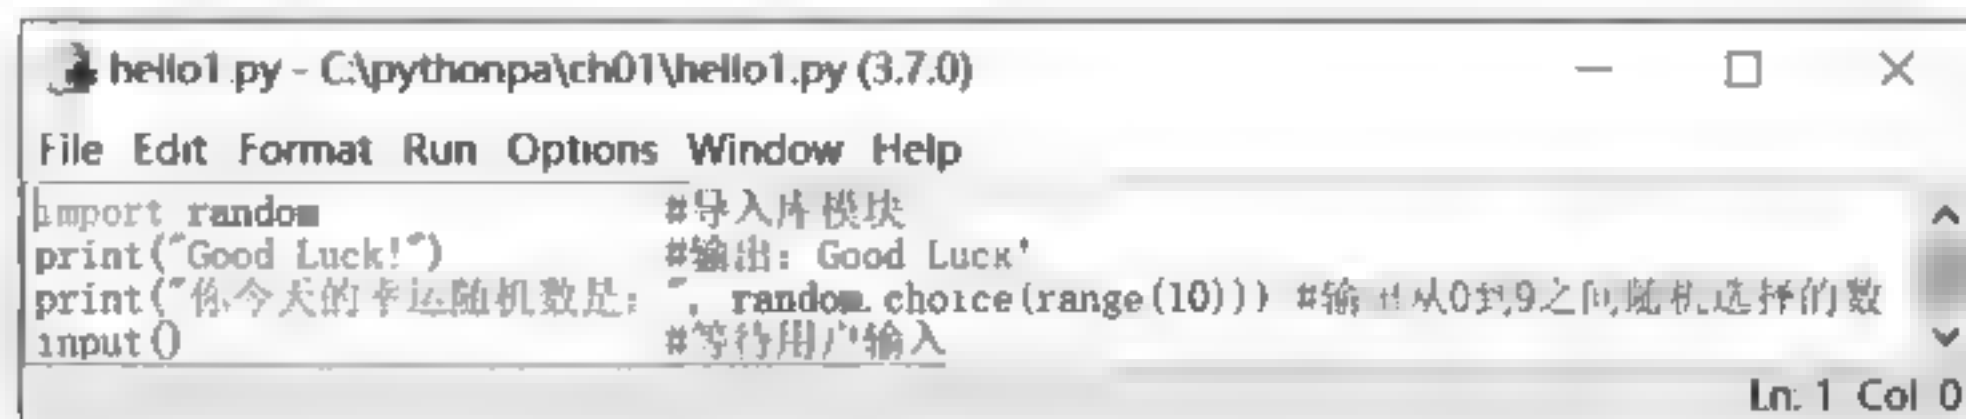 hello1.py - C:\pythonpa\ch01\hello1.py (3.7.0)
File Edit Format Run Options Window Help
import random #导入库模块
print("Good Luck!") #输出：Good Luck!
print("你今天的幸运随机数是：", random.choice(range(10))) #输出从0到9之间随机选择的数
input() #等待用户输入
Ln: 1 Col: 0